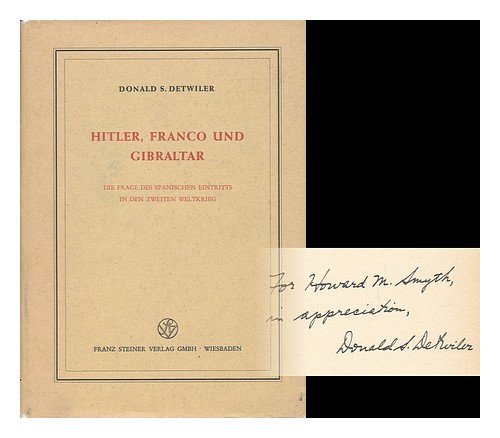 DONALD S. DETWILER
HITLER, FRANCO UND
GIBRALTAR
DIE FRAGE DES SPANISCHEN EINTRITTS
IN DEN ZWEITEN WELTKRIEG
FRANZ STEINER VERLAG GMBH · WIESBADEN
For Howard M. Smyth,
in appreciation,
Donald S. Detwiler